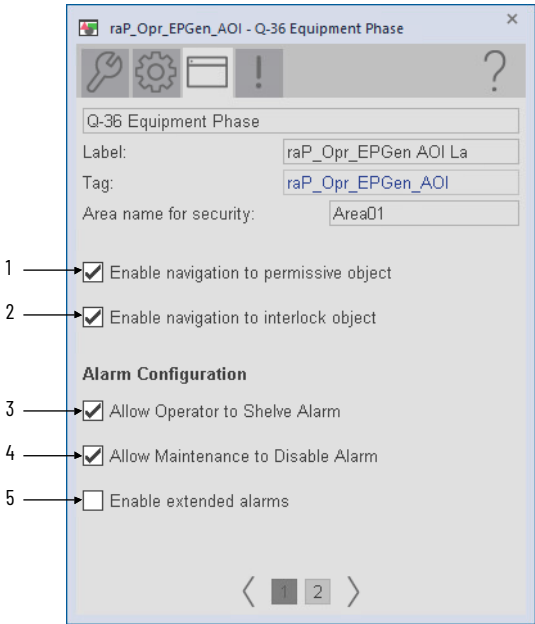 raP_Opr_EPGen_AOI - Q-36 Equipment Phase
Q-36 Equipment Phase
Label: raP_Opr_EPGen AOI La
Tag: raP_Opr_EPGen_AOI
Area name for security: Area01
1 Enable navigation to permissive object
2 Enable navigation to interlock object
Alarm Configuration
3 Allow Operator to Shelve Alarm
4 Allow Maintenance to Disable Alarm
5 Enable extended alarms
1 2